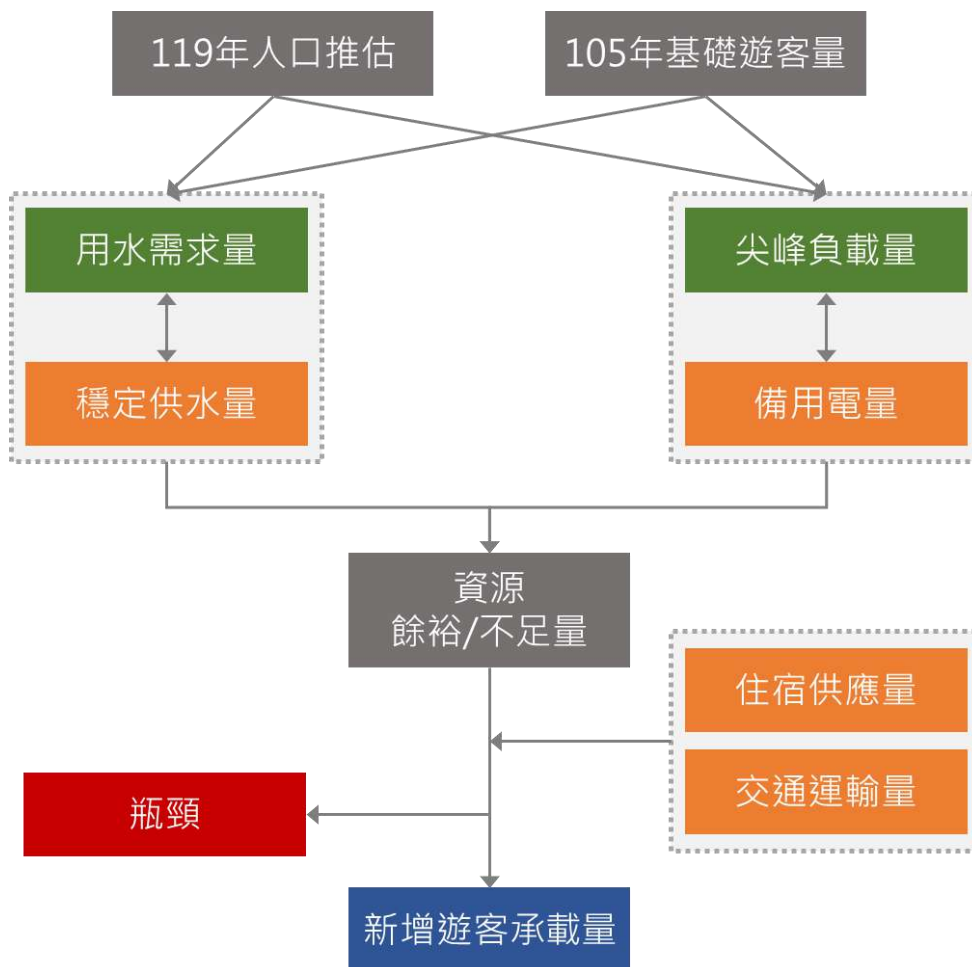 119年人口推估
105年基礎遊客量
用水需求量
尖峰負載量
穩定供水量
備用電量
資源
餘裕/不足量
住宿供應量
交通運輸量
瓶頸
新增遊客承載量